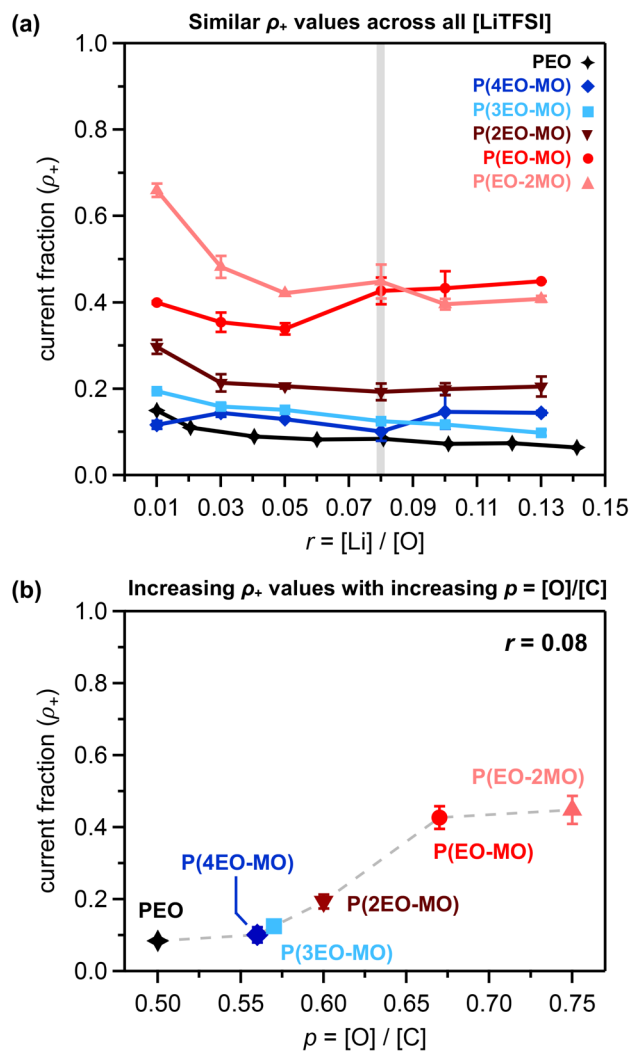 (a)
Similar ρ₊ values across all [LiTFSI]
1.0
0.8
0.6
0.4
0.2
0.0
current fraction (ρ₊)
PEO
P(4EO-MO)
P(3EO-MO)
P(2EO-MO)
P(EO-MO)
P(EO-2MO)
0.01 0.03 0.05 0.07 0.09 0.11 0.13 0.15
r = [Li] / [O]
(b)
Increasing ρ₊ values with increasing p = [O]/[C]
1.0
0.8
0.6
0.4
0.2
0.0
current fraction (ρ₊)
r = 0.08
P(EO-2MO)
P(EO-MO)
P(4EO-MO)
PEO
P(2EO-MO)
P(3EO-MO)
0.50 0.55 0.60 0.65 0.70 0.75
p = [O] / [C]